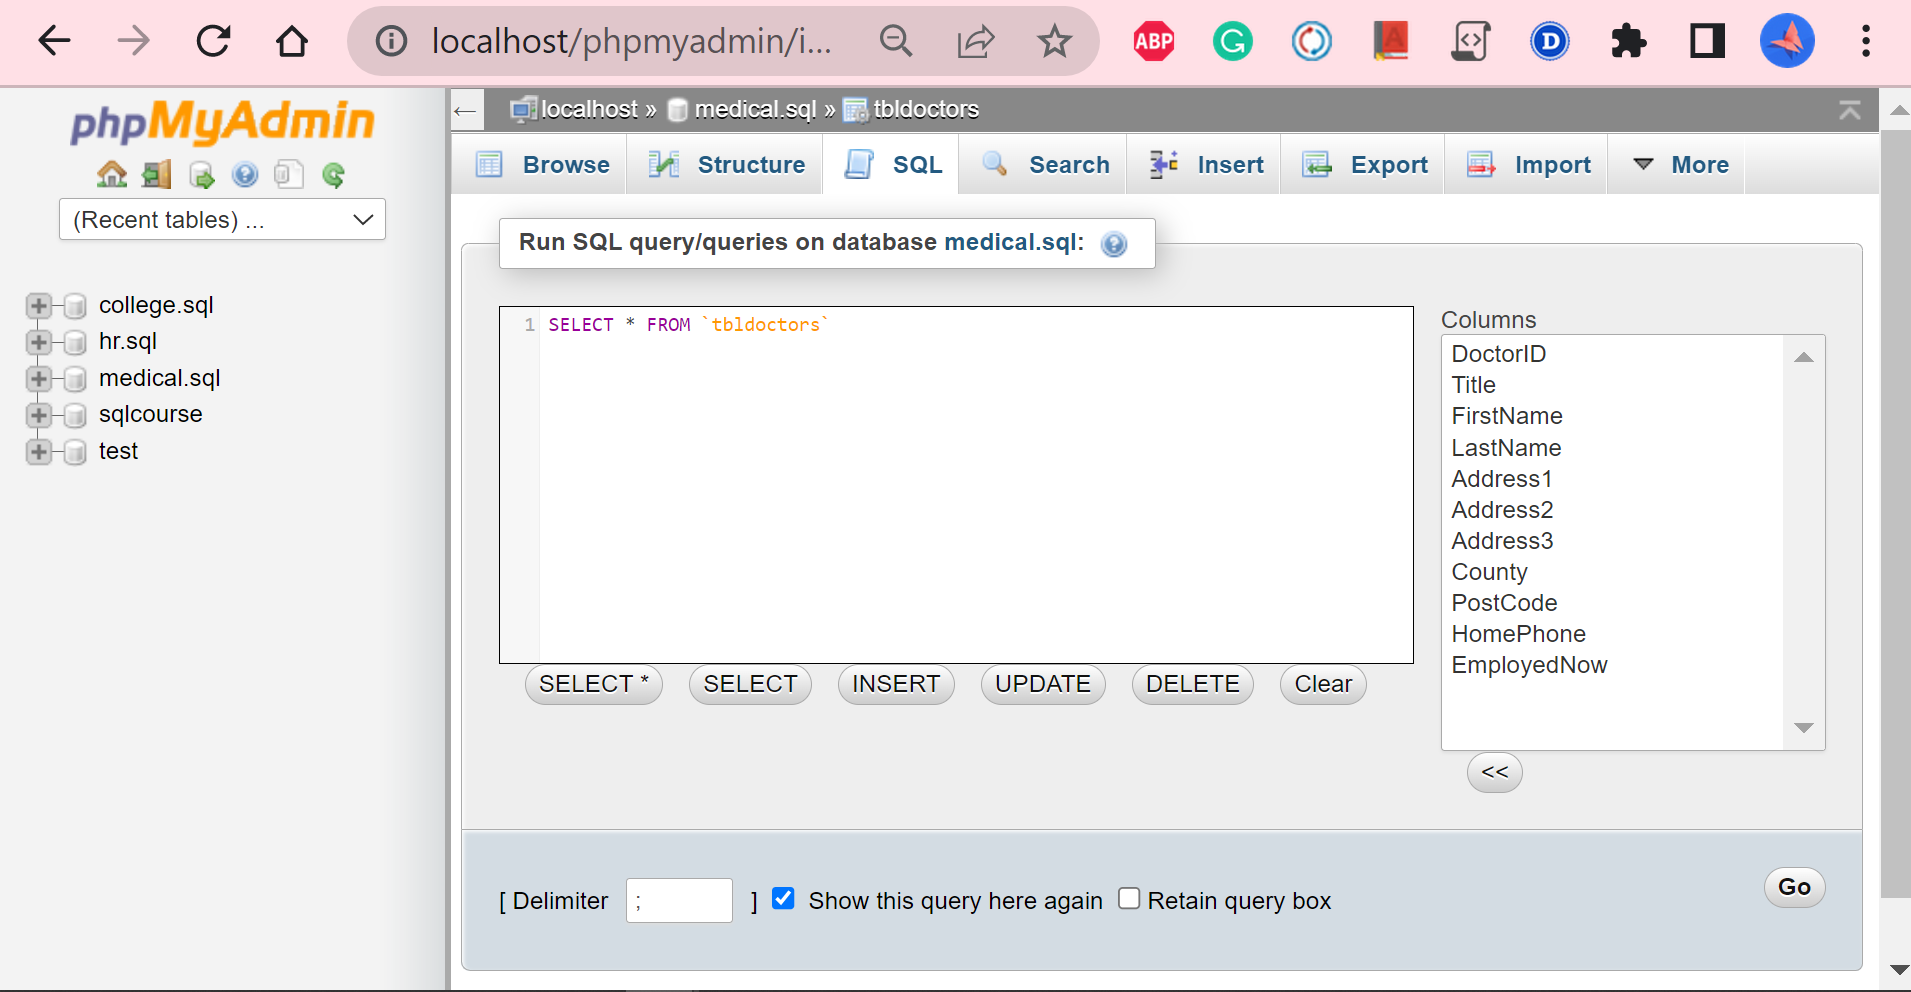 localhost/phpmyadmin/i...
ABP
G
A
D
phpMyAdmin
(Recent tables) ...
college.sql
hr.sql
medical.sql
sqlcourse
test
localhost » medical.sql » tbldoctors
Browse Structure SQL Search Insert Export Import More
Run SQL query/queries on database medical.sql:
1 SELECT * FROM `tbldoctors`
Columns
DoctorID
Title
FirstName
LastName
Address1
Address2
Address3
County
PostCode
HomePhone
EmployedNow
SELECT * SELECT INSERT UPDATE DELETE Clear
<<
[ Delimiter ; ] Show this query here again Retain query box
Go